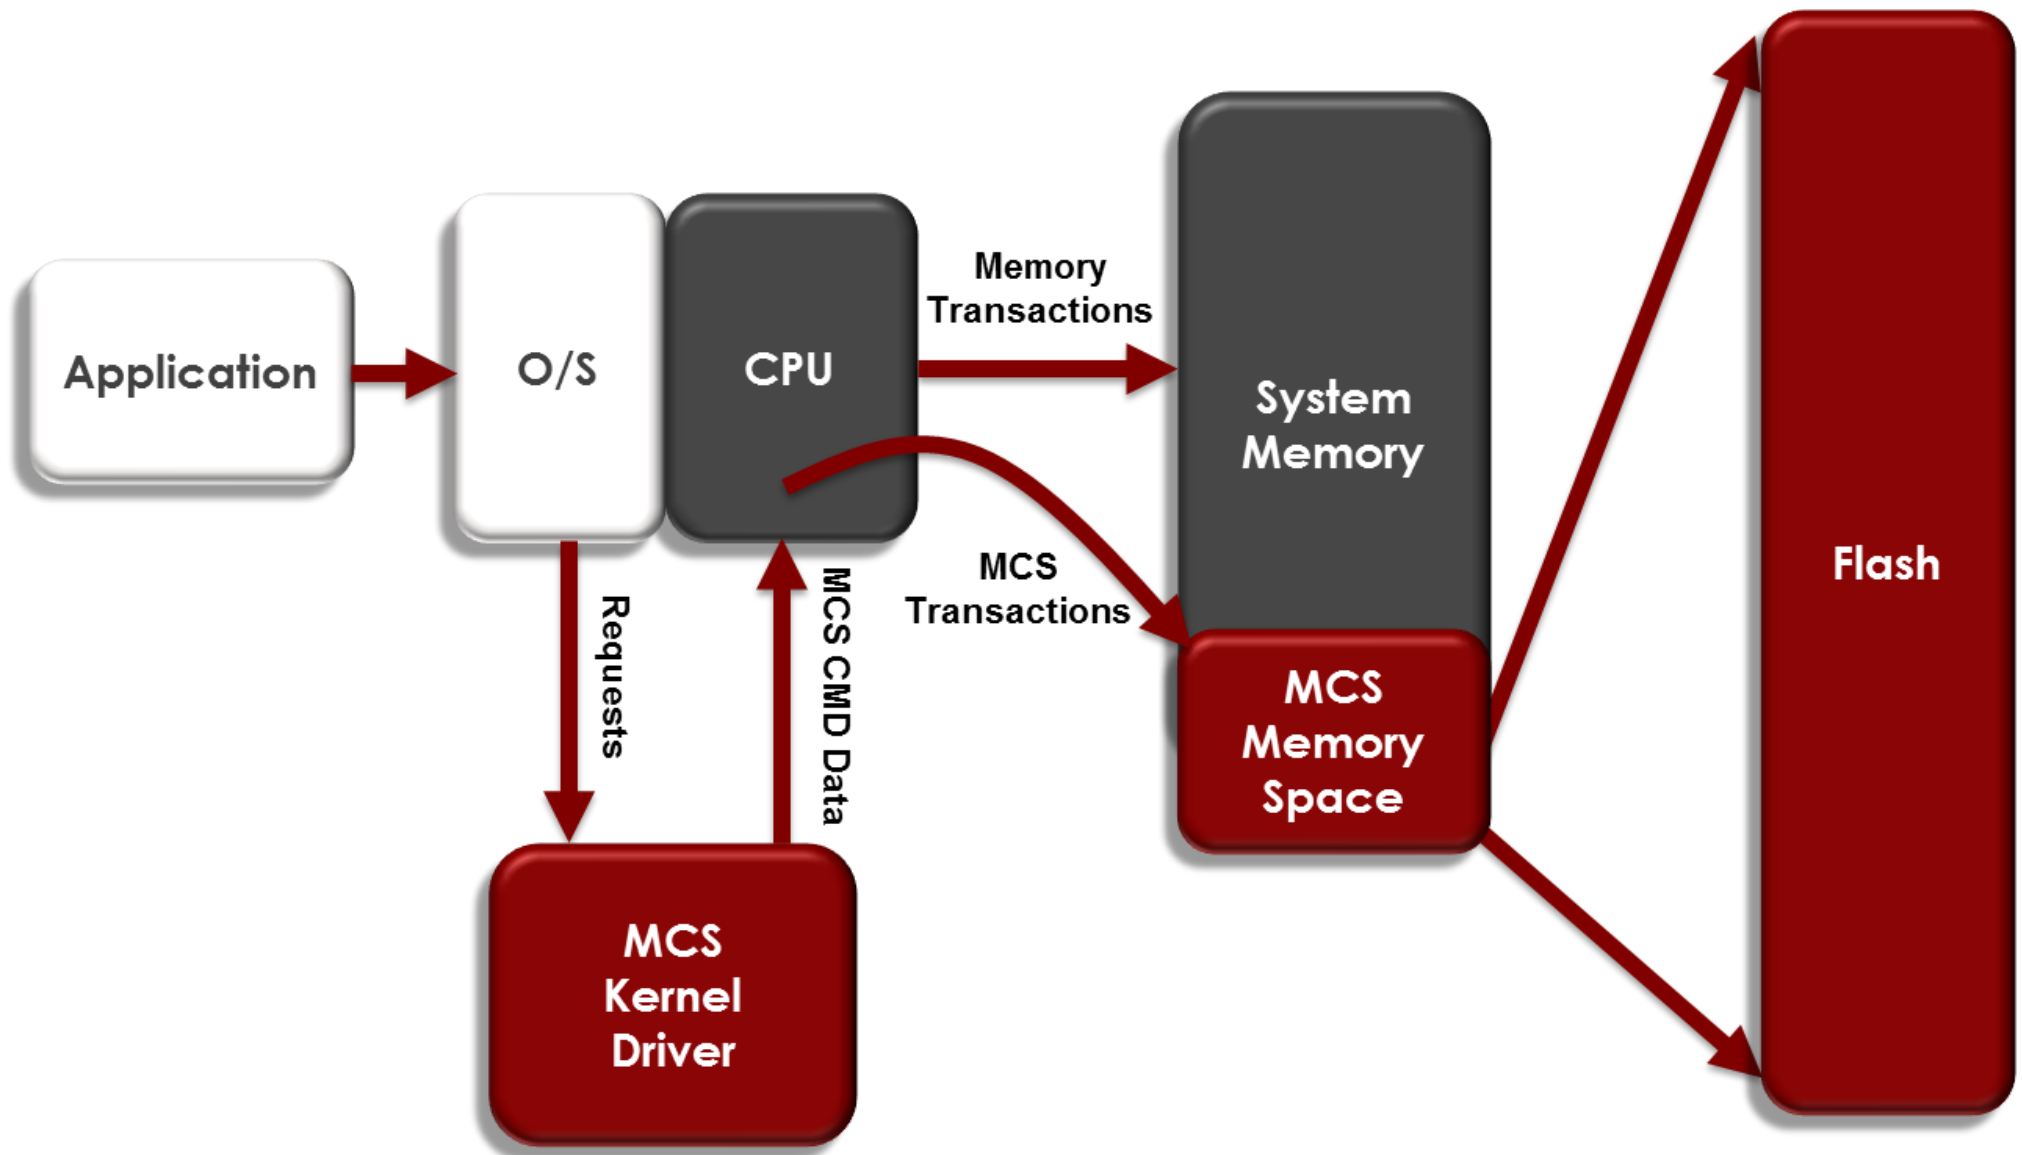 Application
O/S
CPU
Memory
Transactions
System
Memory
Flash
MCS
Transactions
Requests
MCS CMD Data
MCS
Memory
Space
MCS
Kernel
Driver